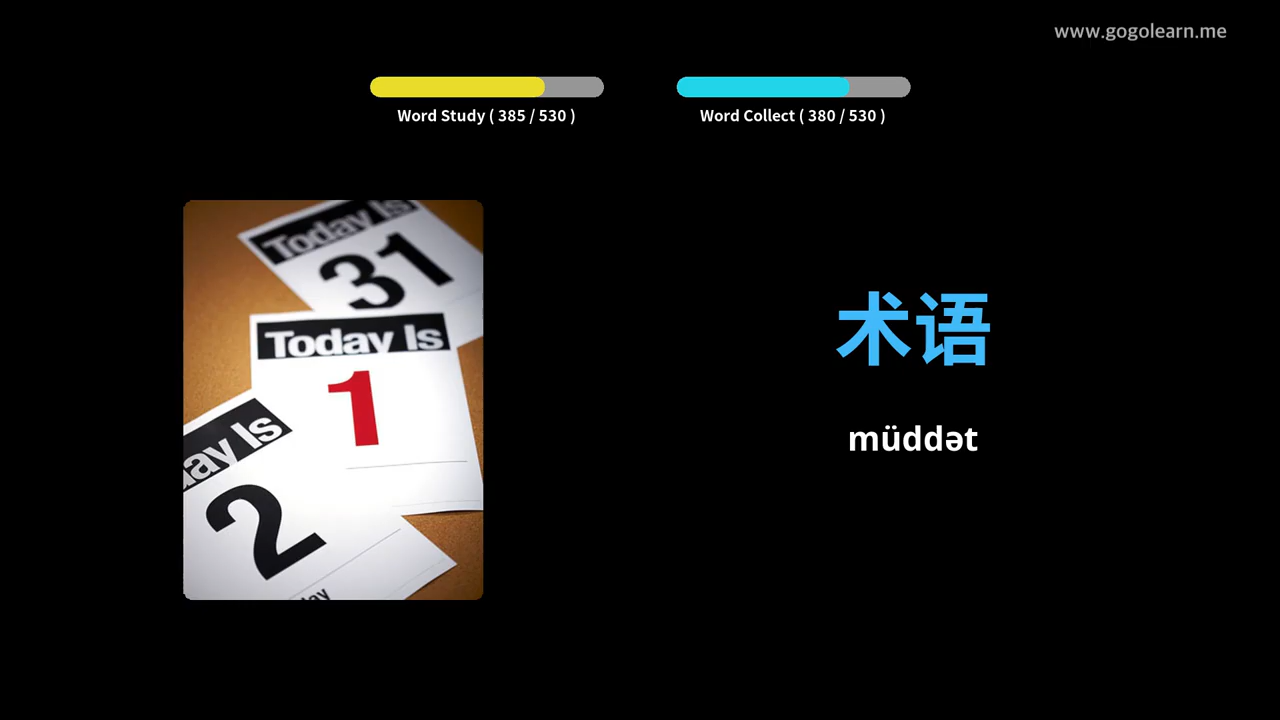 www.gogolearn.me
Word Study ( 385 / 530 )
Word Collect ( 380 / 530 )
Today Is
31
Today Is
1
ay Is
2
术语
müddət